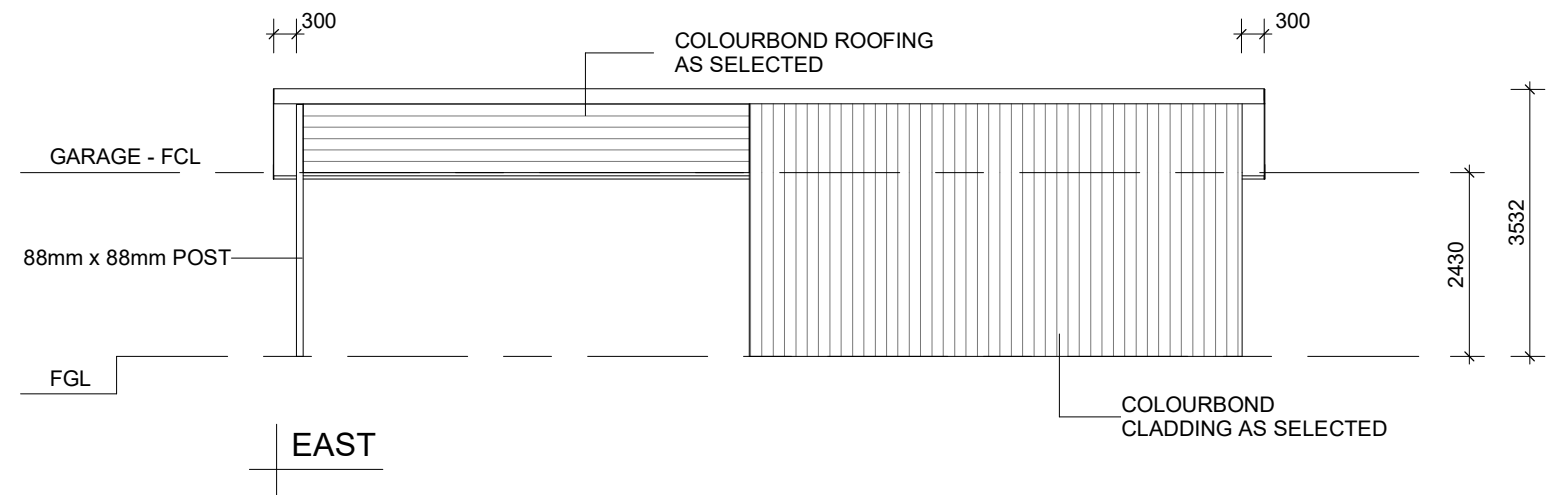 300
300
COLOURBOND ROOFING
AS SELECTED
GARAGE - FCL
3532
2430
88mm x 88mm POST
FGL
COLOURBOND
CLADDING AS SELECTED
EAST